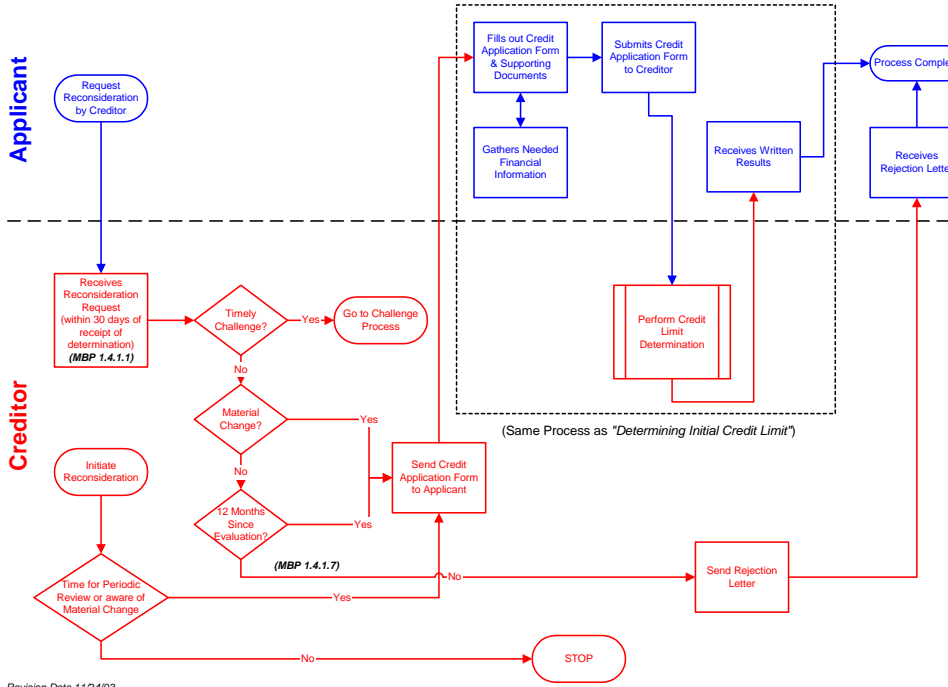 Applicant
Request
Reconsideration
by Creditor
Fills out Credit
Application Form
& Supporting
Documents
Submits Credit
Application Form
to Creditor
Gathers Needed
Financial
Information
Receives Written
Results
Process Comple
Receives
Rejection Lette
Creditor
Receives
Reconsideration
Request
(within 30 days of
receipt of
determination)
(MBP 1.4.1.1)
Timely
Challenge?
Yes
Go to Challenge
Process
No
Material
Change?
Yes
No
12 Months
Since
Evaluation?
Yes
(MBP 1.4.1.7)
No
Send Credit
Application Form
to Applicant
Perform Credit
Limit
Determination
(Same Process as "Determining Initial Credit Limit")
Initiate
Reconsideration
Time for Periodic
Review or aware of
Material Change
Yes
No
STOP
Send Rejection
Letter
Revision Date 11/24/03